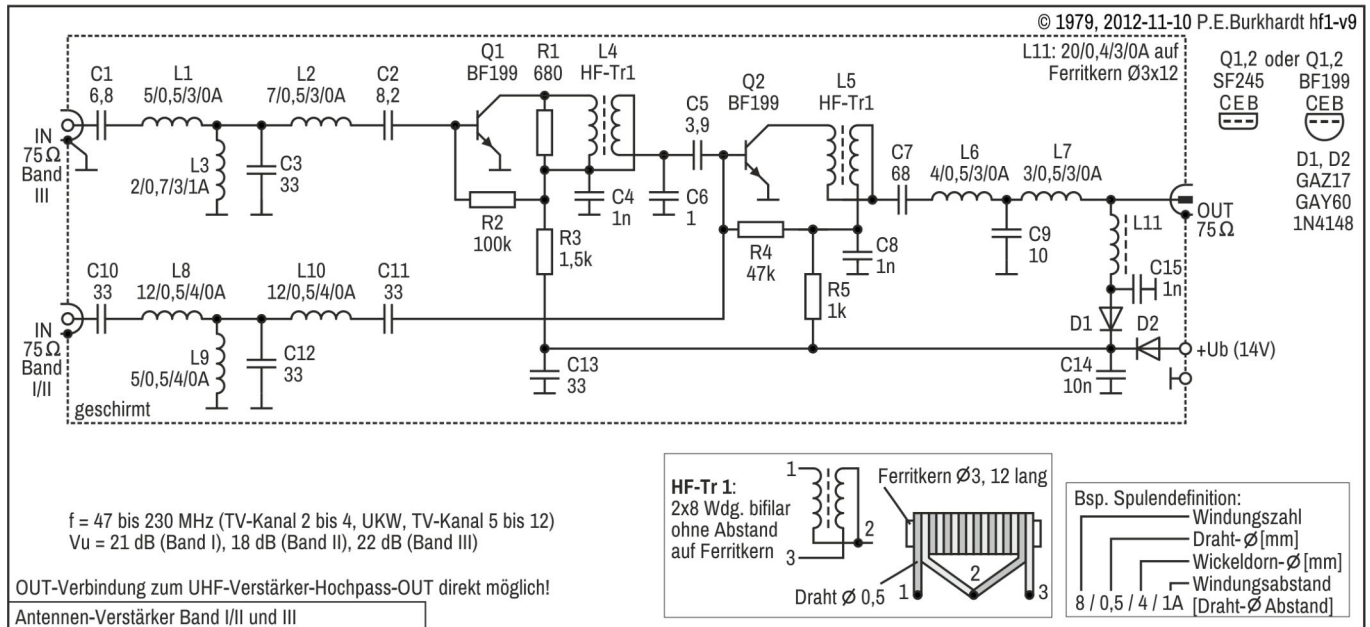 © 1979, 2012-11-10 P.E.Burkhardt hf1-v9
L11: 20/0,4/3/0A auf
Ferritkern Ø3x12
Q1,2 oder Q1,2
SF245 BF199
CEB CEB
D1, D2
GAZ17
GAY60
1N4148
IN
75Ω
Band
III
C1
6,8
L1
5/0,5/3/0A
L2
7/0,5/3/0A
C2
8,2
L3
2/0,7/3/1A
C3
33
Q1
BF199
R1
680
L4
HF-Tr1
R2
100k
R3
1,5k
C4
1n
C6
1
C5
3,9
Q2
BF199
L5
HF-Tr1
R4
47k
R5
1k
C8
1n
C7
68
L6
4/0,5/3/0A
L7
3/0,5/3/0A
C9
10
OUT
75Ω
L11
C15
1n
D1
D2
+Ub (14V)
C14
10n
IN
75Ω
Band
I/II
C10
33
L8
12/0,5/4/0A
L10
12/0,5/4/0A
C11
33
L9
5/0,5/4/0A
C12
33
C13
33
geschirmt
f = 47 bis 230 MHz (TV-Kanal 2 bis 4, UKW, TV-Kanal 5 bis 12)
Vu = 21 dB (Band I), 18 dB (Band II), 22 dB (Band III)
OUT-Verbindung zum UHF-Verstärker-Hochpass-OUT direkt möglich!
Antennen-Verstärker Band I/II und III
HF-Tr 1:
2x8 Wdg. bifilar
ohne Abstand
auf Ferritkern
1
2
3
Ferritkern Ø3, 12 lang
Draht Ø 0,5
1
2
3
Bsp. Spulendefinition:
Windungszahl
Draht-Ø [mm]
Wickeldorn-Ø [mm]
Windungsabstand
8 / 0,5 / 4 / 1A [Draht-Ø Abstand]